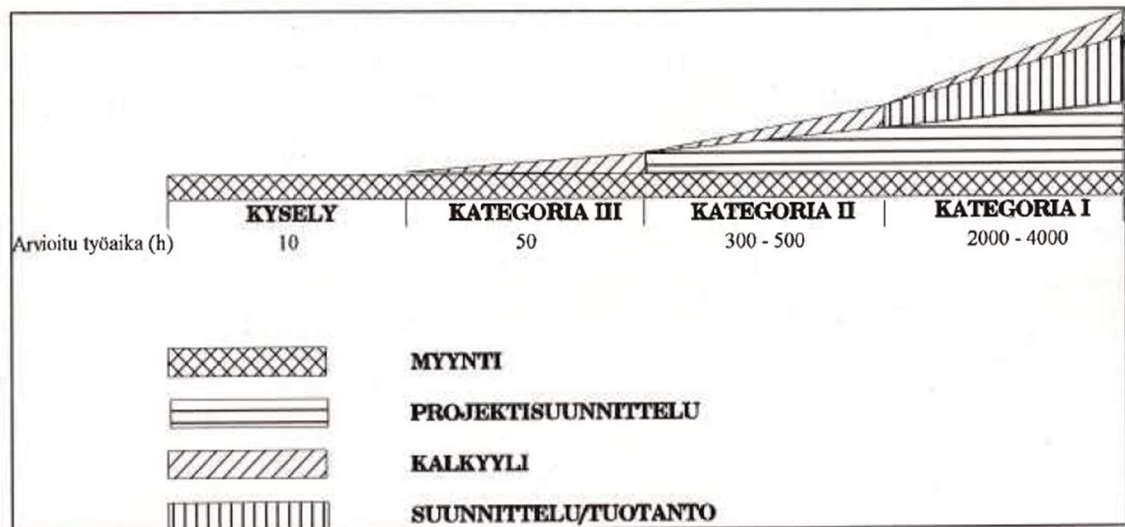 KYSELY KATEGORIA III KATEGORIA II KATEGORIA I
Arvioitu työaika (h) 10 50 300 - 500 2000 - 4000
MYYNTI
PROJEKTISUUNNITTELU
KALKYYLI
SUUNNITTELU/TUOTANTO